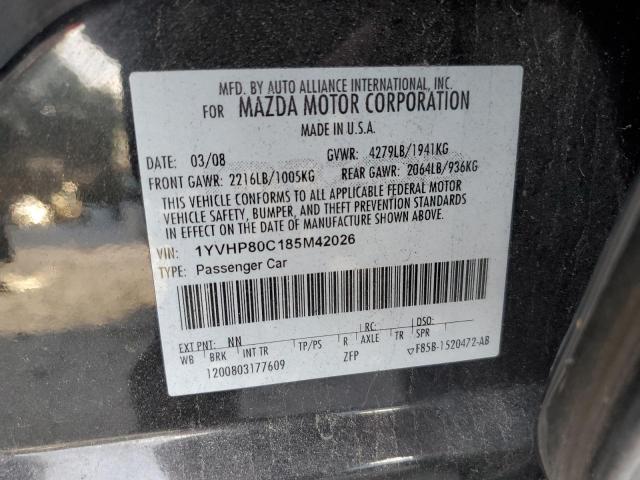 MFD. BY AUTO ALLIANCE INTERNATIONAL, INC.
FOR MAZDA MOTOR CORPORATION
MADE IN U.S.A.
DATE: 03/08 GVWR: 4279LB/1941KG
FRONT GAWR: 2216LB/1005KG REAR GAWR: 2064LB/936KG
THIS VEHICLE CONFORMS TO ALL APPLICABLE FEDERAL MOTOR
VEHICLE SAFETY, BUMPER, AND THEFT PREVENTION STANDARDS
IN EFFECT ON THE DATE OF MANUFACTURE SHOWN ABOVE.
VIN: 1YVHP80C185M42026
TYPE: Passenger Car
EXT PNT: NN RC: DSO:
WB BRK INT TR TP/PS R AXLE TR SPR
1200803177609 ZFP ▽F85B-1520472-AB